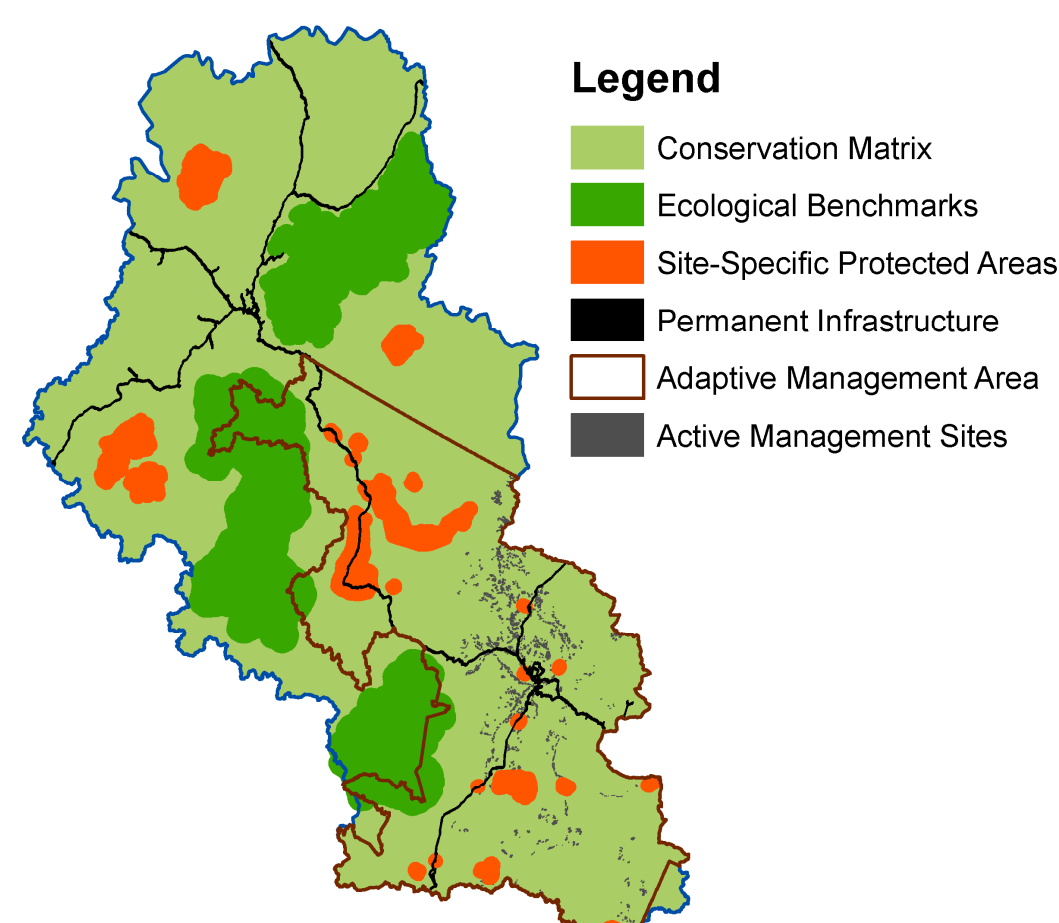 Legend
Conservation Matrix
Ecological Benchmarks
Site-Specific Protected Areas
Permanent Infrastructure
Adaptive Management Area
Active Management Sites